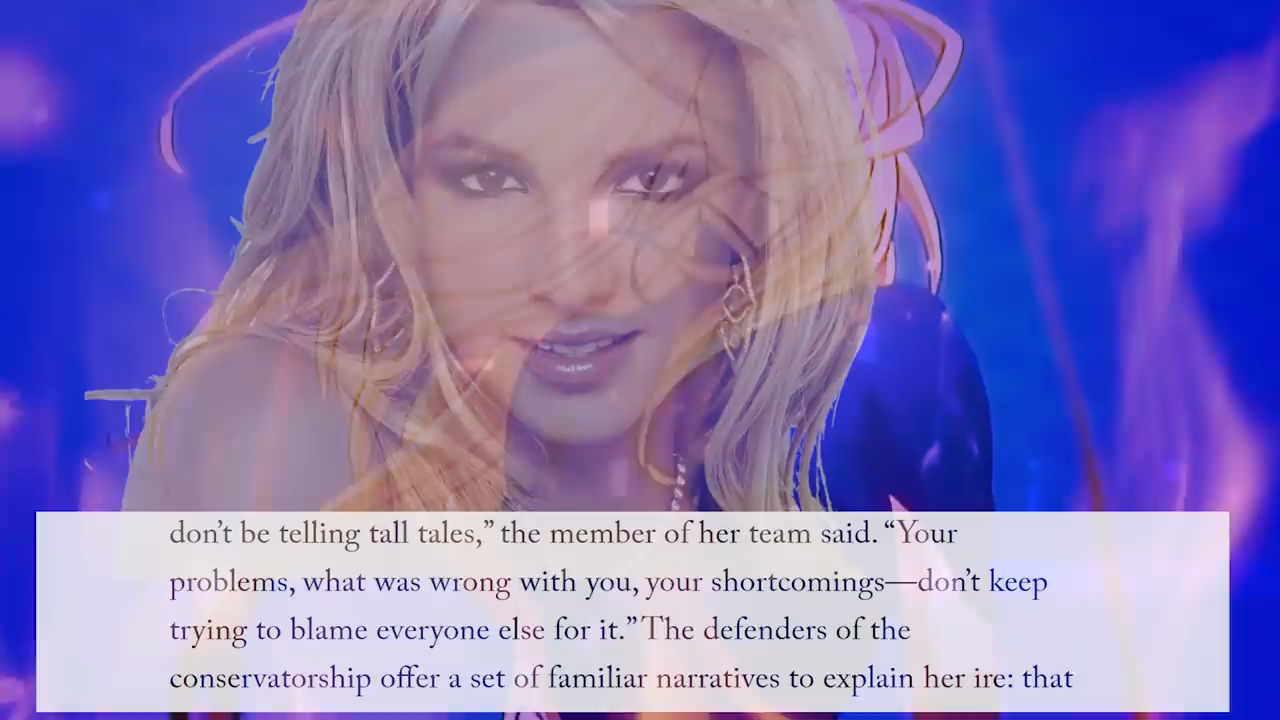 don’t be telling tall tales,” the member of her team said. “Your
problems, what was wrong with you, your shortcomings—don’t keep
trying to blame everyone else for it.” The defenders of the
conservatorship offer a set of familiar narratives to explain her ire: that